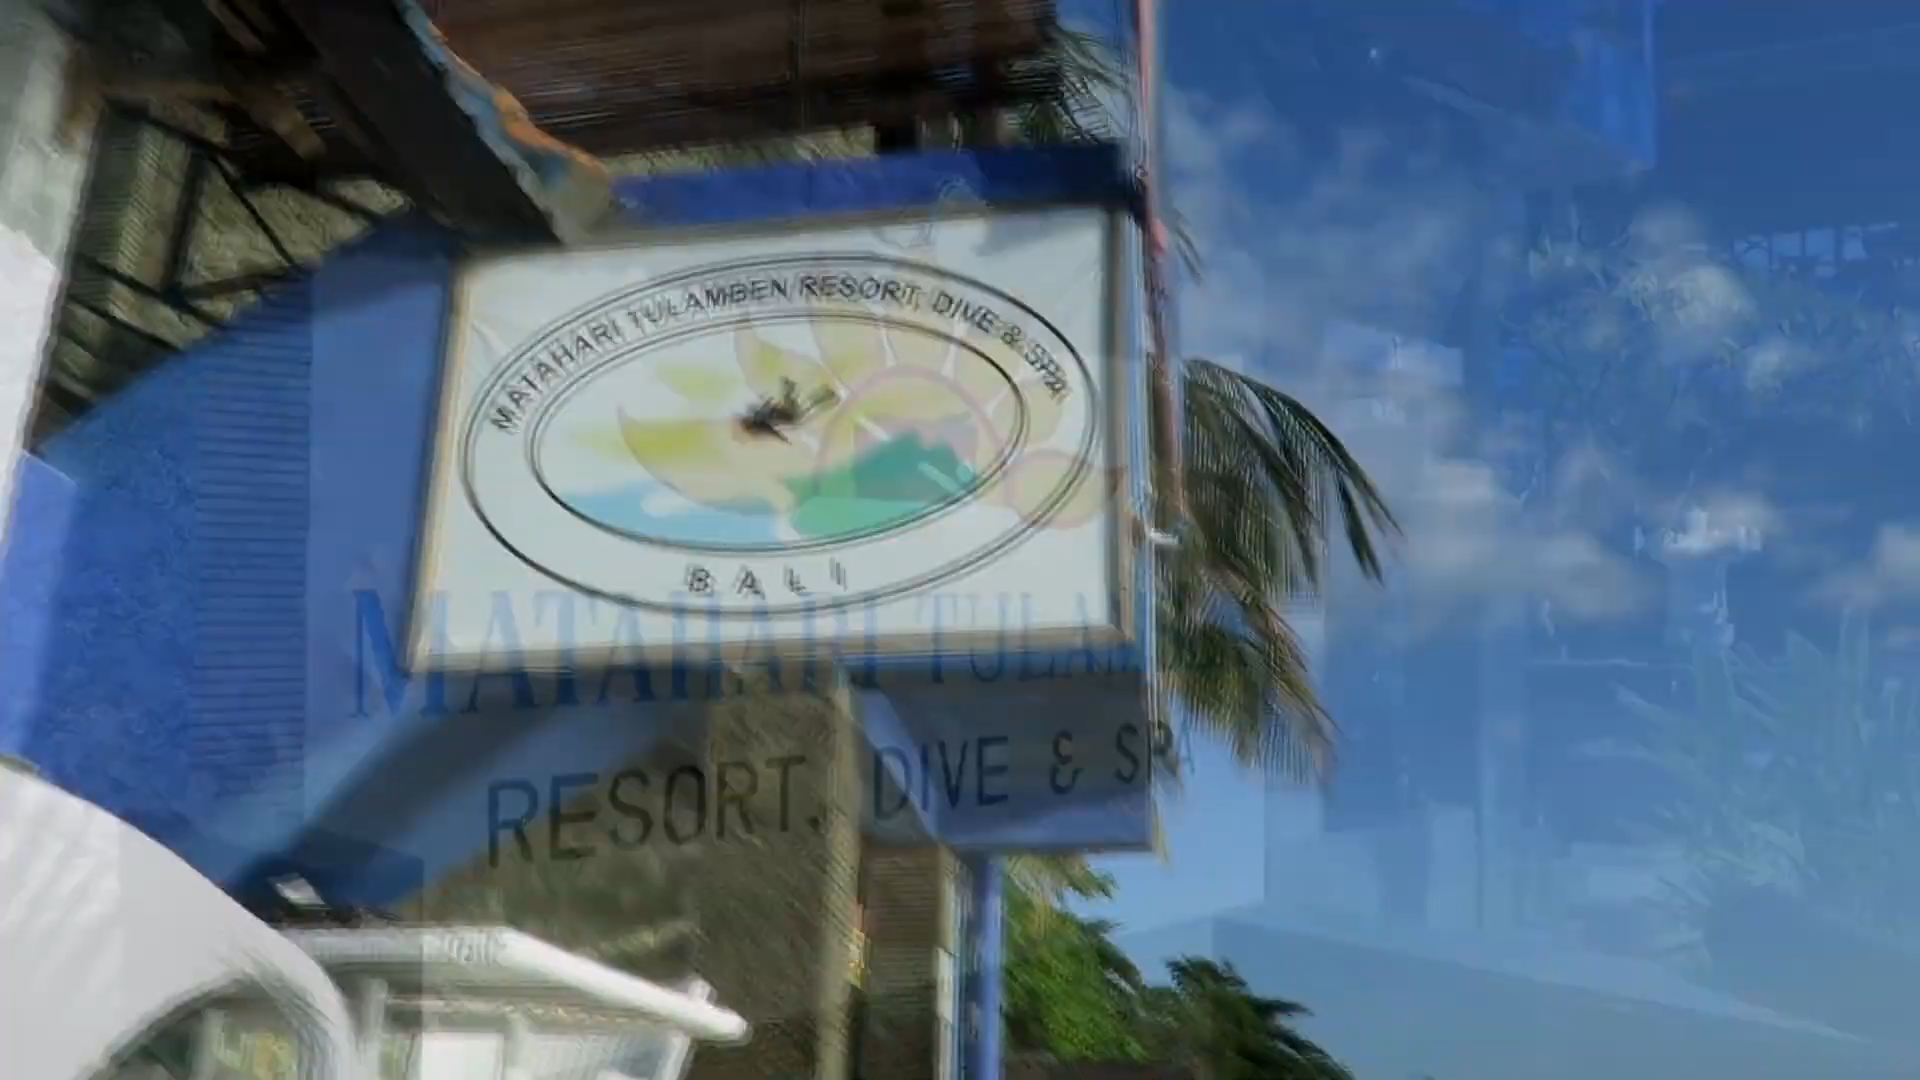 MATAHARI TULAMBEN RESORT, DIVE & SPA
BALI
MATAHARI TULAM
RESORT, DIVE & SPA